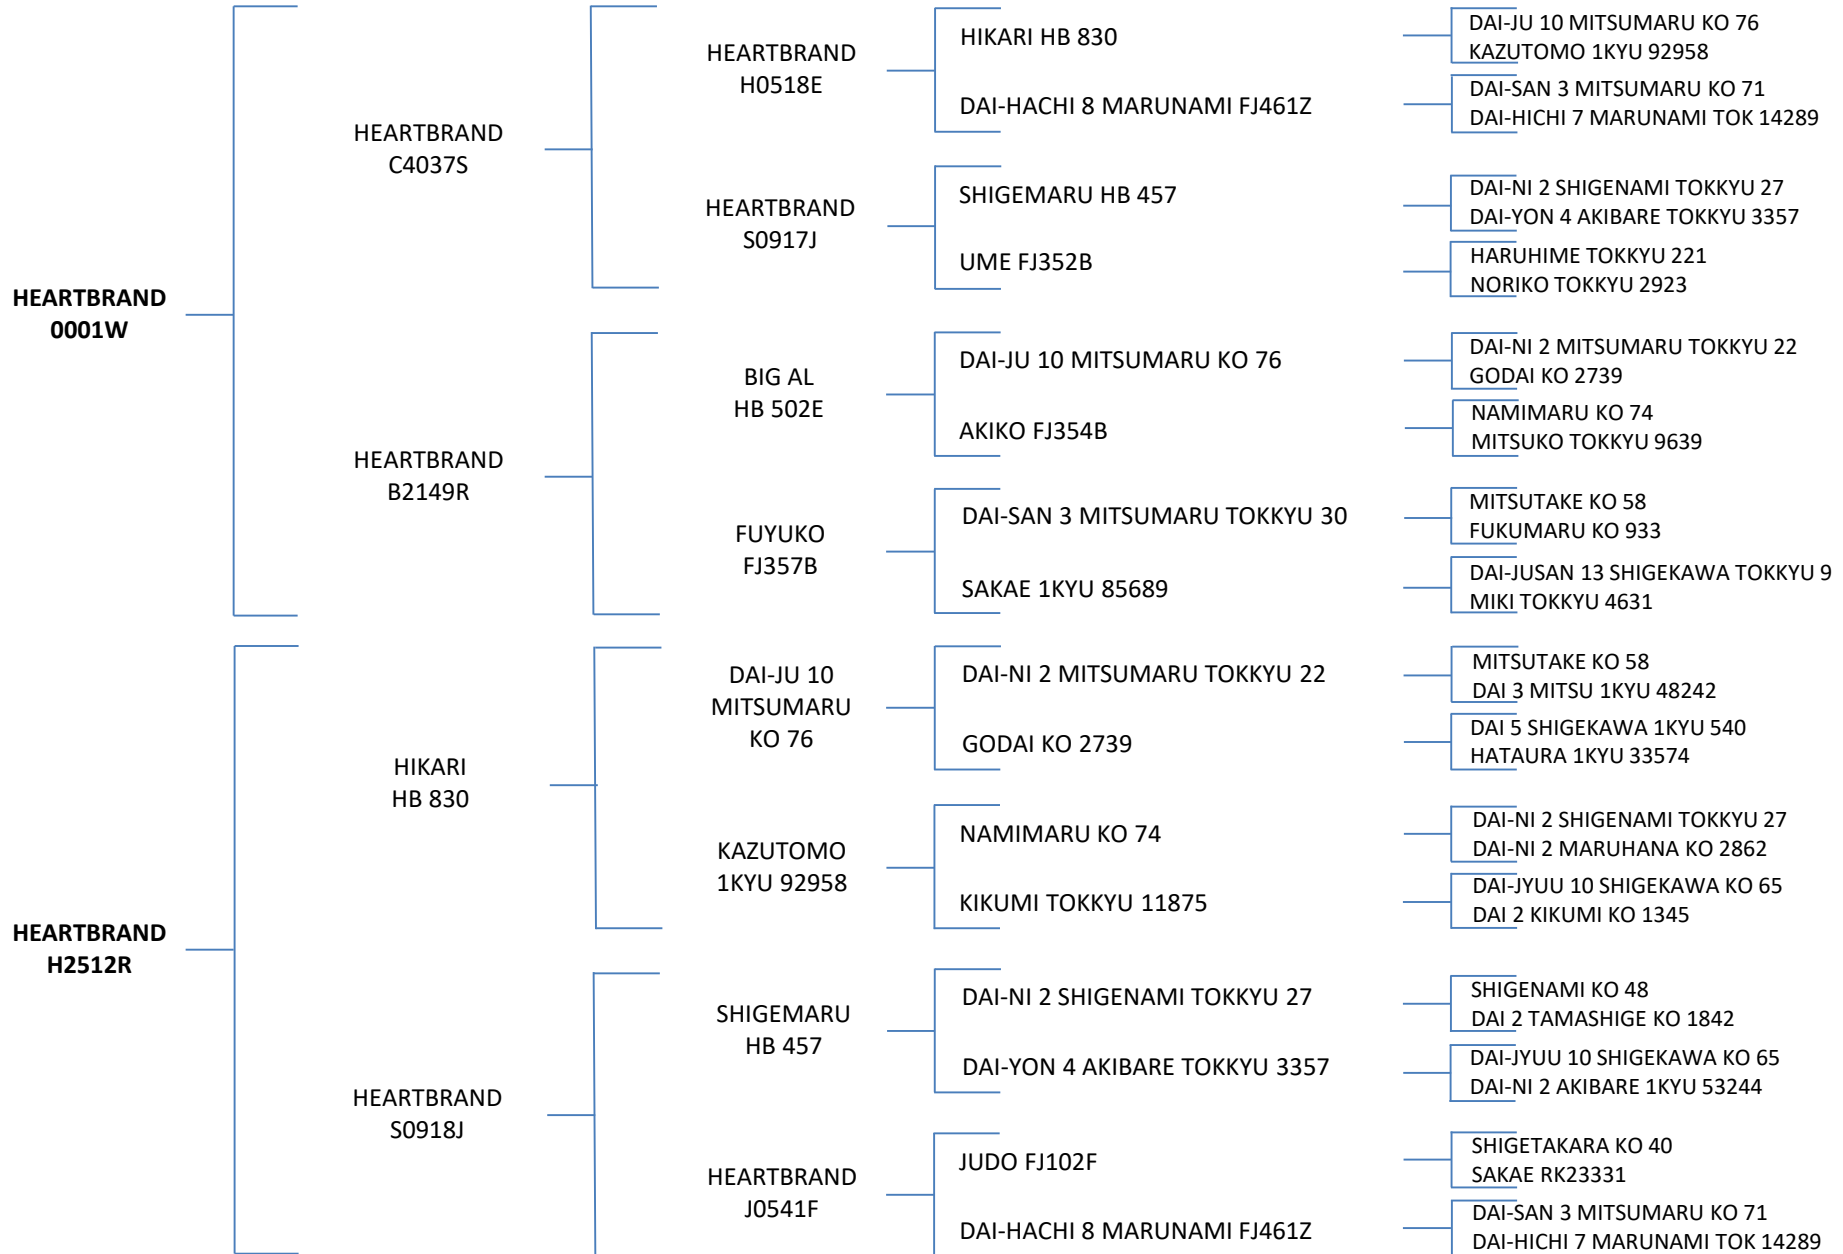 HEARTBRAND
0001W
HEARTBRAND
C4037S
HEARTBRAND
H0518E
HIKARI HB 830
DAI-JU 10 MITSUMARU KO 76
KAZUTOMO 1KYU 92958
DAI-HACHI 8 MARUNAMI FJ461Z
DAI-SAN 3 MITSUMARU KO 71
DAI-HICHI 7 MARUNAMI TOK 14289
HEARTBRAND
S0917J
SHIGEMARU HB 457
DAI-NI 2 SHIGENAMI TOKKYU 27
DAI-YON 4 AKIBARE TOKKYU 3357
UME FJ352B
HARUHIME TOKKYU 221
NORIKO TOKKYU 2923
HEARTBRAND
B2149R
BIG AL
HB 502E
DAI-JU 10 MITSUMARU KO 76
DAI-NI 2 MITSUMARU TOKKYU 22
GODAI KO 2739
AKIKO FJ354B
NAMIMARU KO 74
MITSUKO TOKKYU 9639
FUYUKO
FJ357B
DAI-SAN 3 MITSUMARU TOKKYU 30
MITSUTAKE KO 58
FUKUMARU KO 933
SAKAE 1KYU 85689
DAI-JUSAN 13 SHIGEKAWA TOKKYU 9
MIKI TOKKYU 4631
HEARTBRAND
H2512R
HIKARI
HB 830
DAI-JU 10
MITSUMARU
KO 76
DAI-NI 2 MITSUMARU TOKKYU 22
MITSUTAKE KO 58
DAI 3 MITSU 1KYU 48242
GODAI KO 2739
DAI 5 SHIGEKAWA 1KYU 540
HATAURA 1KYU 33574
KAZUTOMO
1KYU 92958
NAMIMARU KO 74
DAI-NI 2 SHIGENAMI TOKKYU 27
DAI-NI 2 MARUHANA KO 2862
KIKUMI TOKKYU 11875
DAI-JYUU 10 SHIGEKAWA KO 65
DAI 2 KIKUMI KO 1345
HEARTBRAND
S0918J
SHIGEMARU
HB 457
DAI-NI 2 SHIGENAMI TOKKYU 27
SHIGENAMI KO 48
DAI 2 TAMASHIGE KO 1842
DAI-YON 4 AKIBARE TOKKYU 3357
DAI-JYUU 10 SHIGEKAWA KO 65
DAI-NI 2 AKIBARE 1KYU 53244
HEARTBRAND
J0541F
JUDO FJ102F
SHIGETAKARA KO 40
SAKAE RK23331
DAI-HACHI 8 MARUNAMI FJ461Z
DAI-SAN 3 MITSUMARU KO 71
DAI-HICHI 7 MARUNAMI TOK 14289